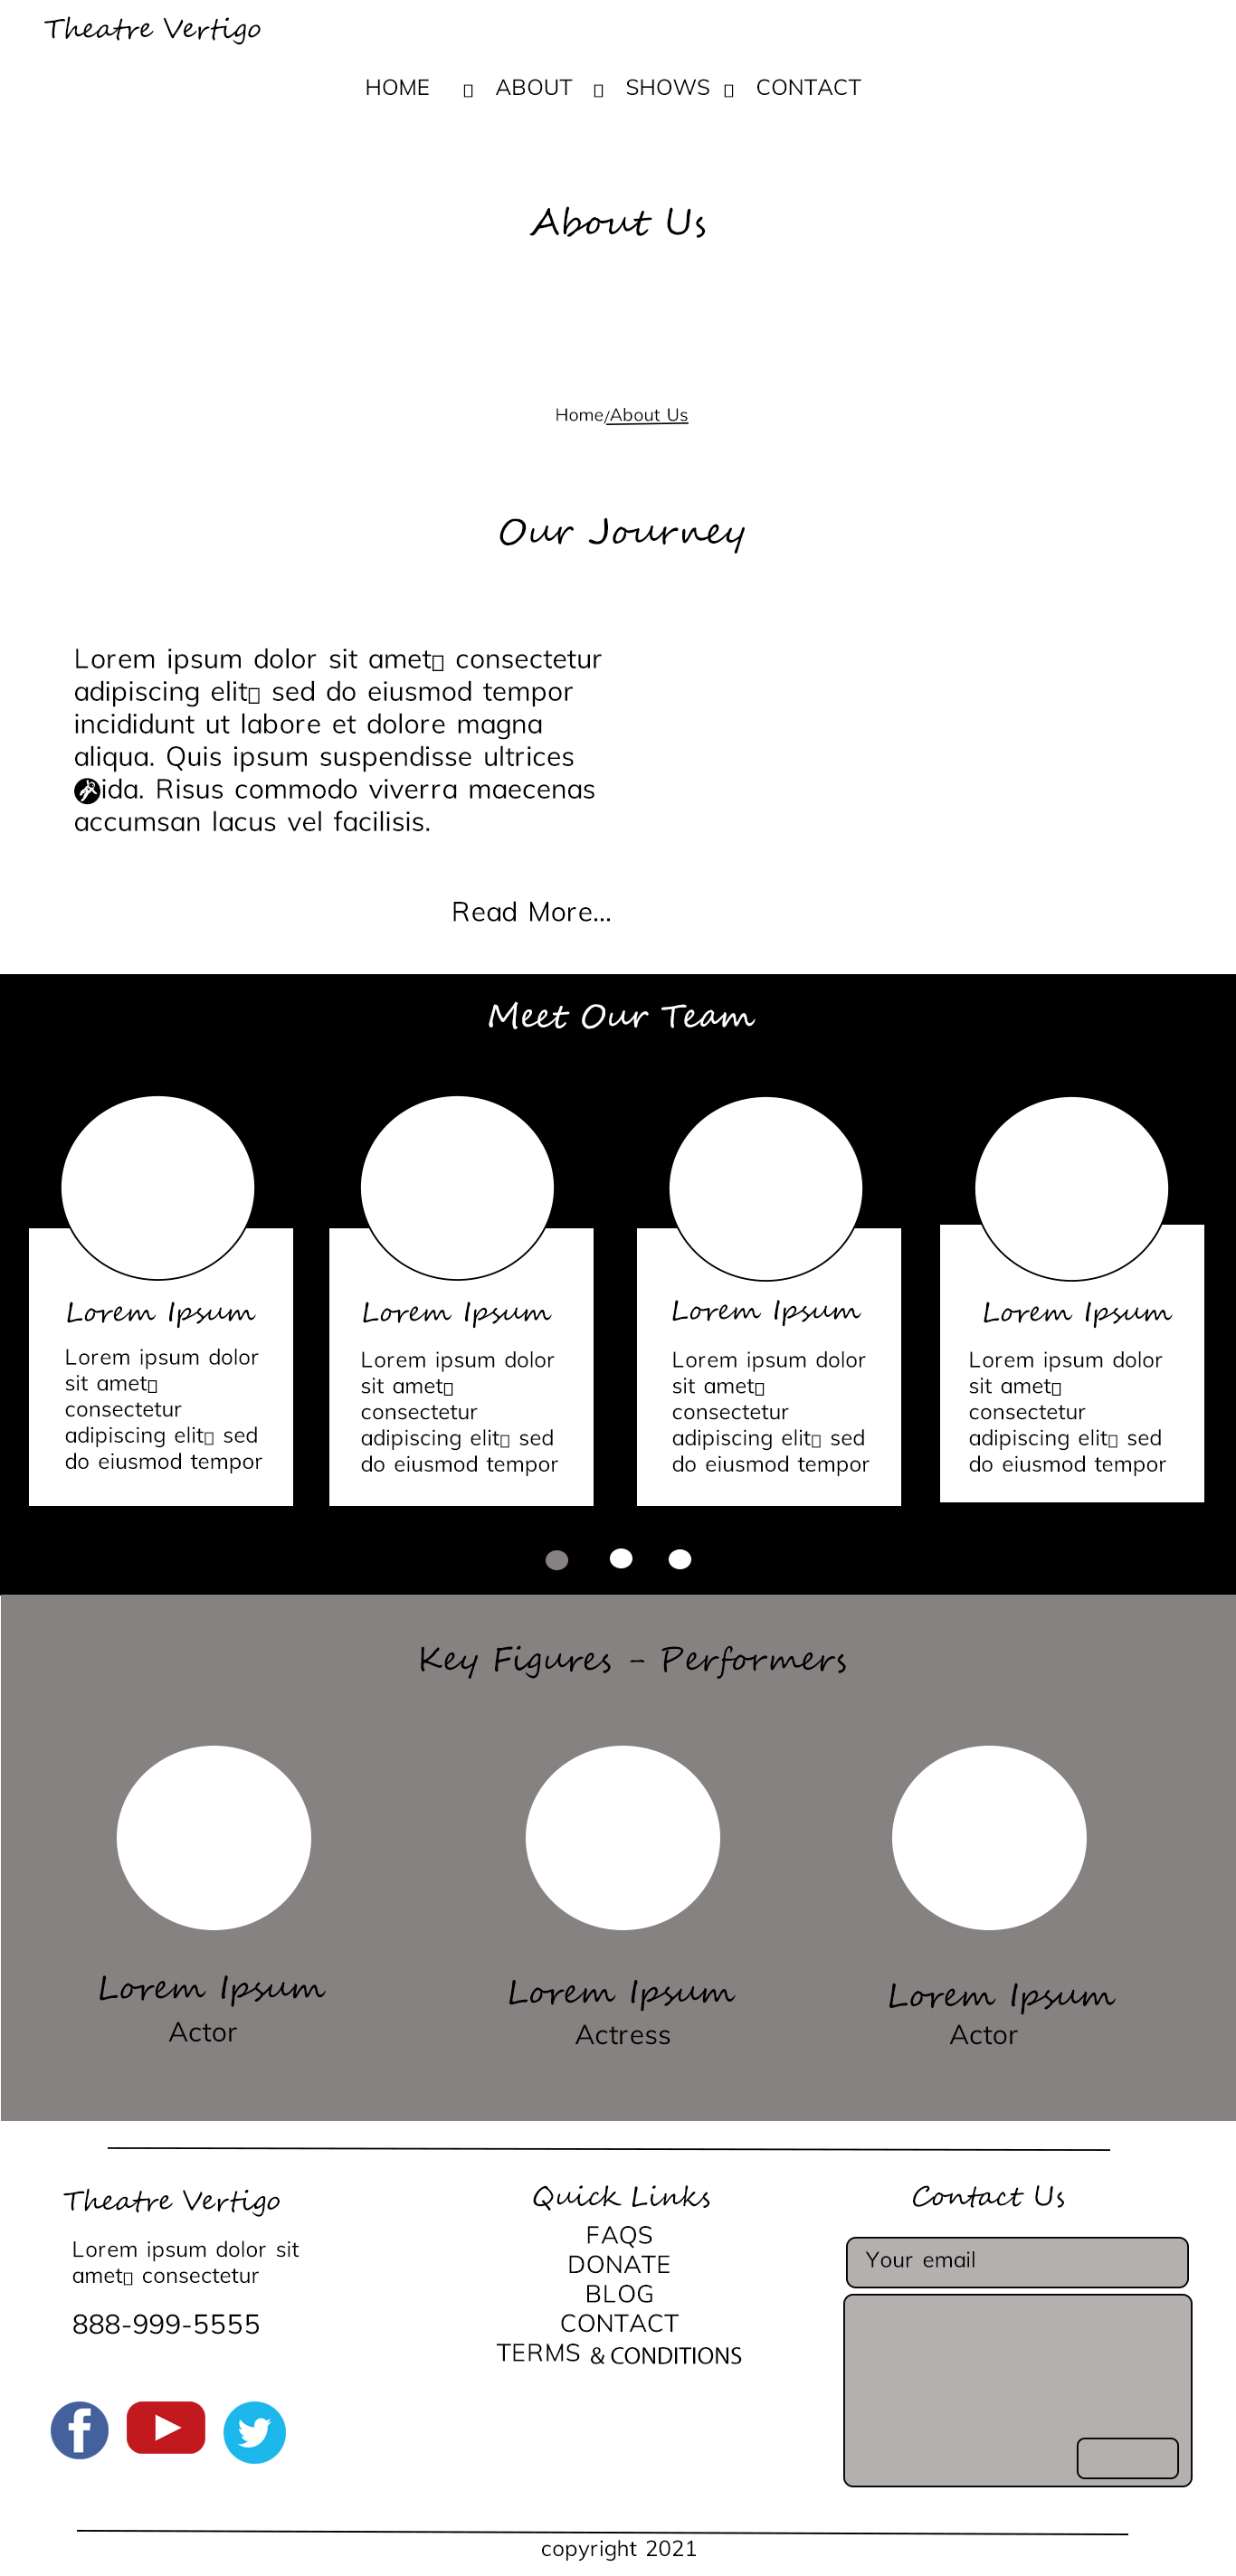 Theatre Vertigo
HOME ▯ ABOUT ▯ SHOWS ▯ CONTACT
About Us
Home/About Us
Our Journey
Lorem ipsum dolor sit amet▯ consectetur
adipiscing elit▯ sed do eiusmod tempor
incididunt ut labore et dolore magna
aliqua. Quis ipsum suspendisse ultrices
ida. Risus commodo viverra maecenas
accumsan lacus vel facilisis.
Read More...
Meet Our Team
Lorem Ipsum
Lorem ipsum dolor
sit amet▯
consectetur
adipiscing elit▯ sed
do eiusmod tempor
Lorem Ipsum
Lorem ipsum dolor
sit amet▯
consectetur
adipiscing elit▯ sed
do eiusmod tempor
Lorem Ipsum
Lorem ipsum dolor
sit amet▯
consectetur
adipiscing elit▯ sed
do eiusmod tempor
Lorem Ipsum
Lorem ipsum dolor
sit amet▯
consectetur
adipiscing elit▯ sed
do eiusmod tempor
Key Figures - Performers
Lorem Ipsum
Actor
Lorem Ipsum
Actress
Lorem Ipsum
Actor
Theatre Vertigo
Lorem ipsum dolor sit
amet▯ consectetur
888-999-5555
Quick Links
FAQS
DONATE
BLOG
CONTACT
TERMS & CONDITIONS
Contact Us
Your email
copyright 2021